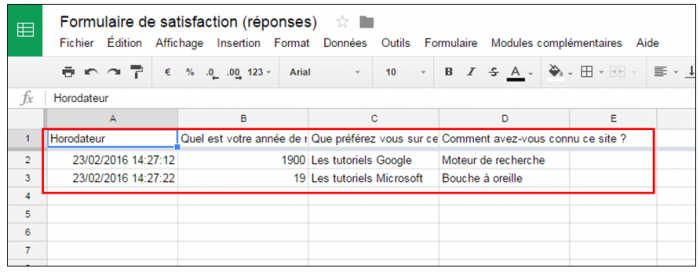 Formulaire de satisfaction (réponses)
Fichier Édition Affichage Insertion Format Données Outils Formulaire Modules complémentaires Aide
€ % .0 .00 123 Arial 10 B I S A
fx Horodateur
A B C D E
1 Horodateur Quel est votre année de Que préférez vous sur ce Comment avez-vous connu ce site ?
2 23/02/2016 14:27:12 1900 Les tutoriels Google Moteur de recherche
3 23/02/2016 14:27:22 19 Les tutoriels Microsoft Bouche à oreille
4
5
6
7